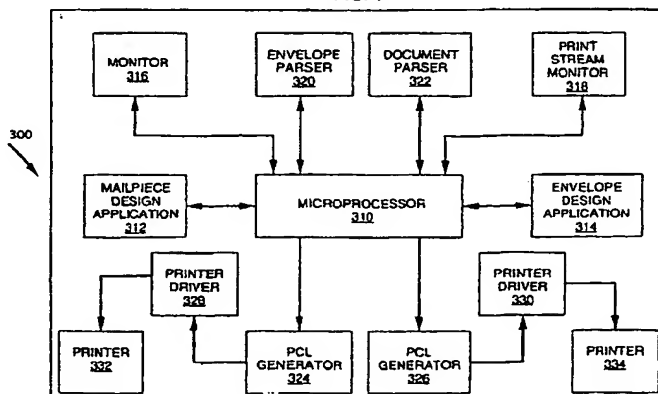 MONITOR
316
ENVELOPE
PARSER
320
DOCUMENT
PARSER
322
PRINT
STREAM
MONITOR
318
300
MAILPIECE
DESIGN
APPLICATION
312
MICROPROCESSOR
310
ENVELOPE
DESIGN
APPLICATION
314
PRINTER
DRIVER
328
PRINTER
DRIVER
330
PRINTER
332
PCL
GENERATOR
324
PCL
GENERATOR
326
PRINTER
334